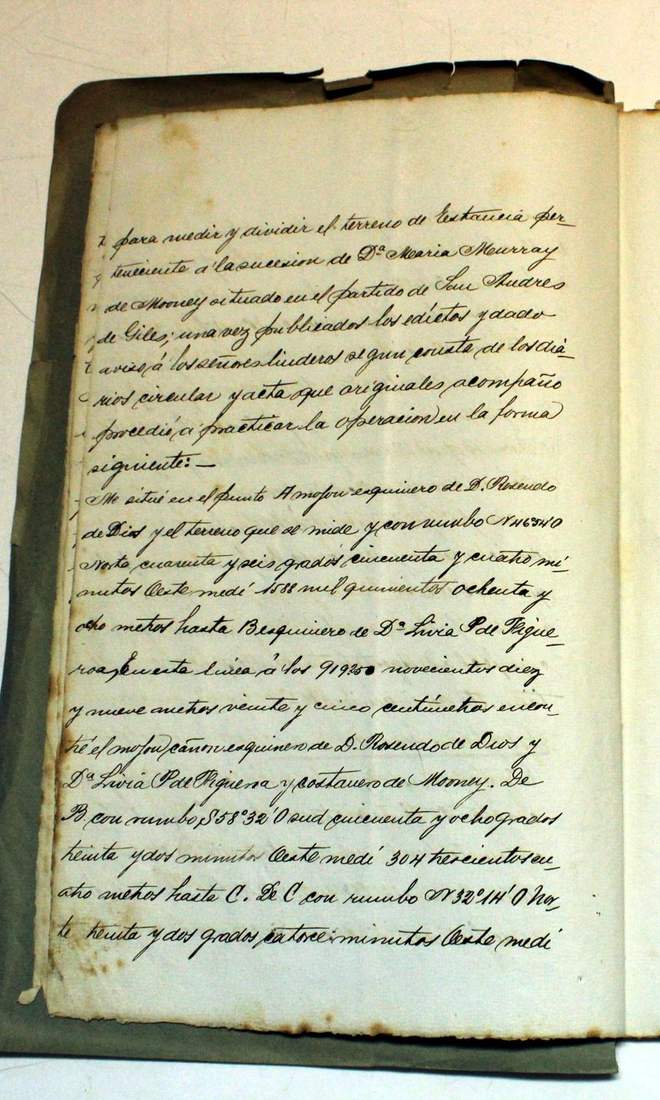 para medir y dividir el terreno de Estancia per-
teneciente á la sucesion de Dª Maria Murray
de Mooney situado en el partido de San Andres
de Giles; una vez publicados los edictos y dado
aviso á los señores linderos segun consta de los dia-
rios circular y acta que originales acompaño
procedí á practicar la operacion en la forma
siguiente: —
Me situé en el punto A mojon esquinero de D. Rosendo
de Dios y el terreno que se mide y con rumbo N46°54'O
Norte cuarenta y seis grados cincuenta y cuatro mi-
nutos Oeste medí 1588 mil quinientos ochenta y
ocho metros hasta B esquinero de Dª Livia P de Figue-
roa, En esta linea á los 919.250 novecientos diez
y nueve metros veinte y cinco centímetros encon-
tré el mojon cañon esquinero de D. Rosendo de Dios y
Dª Livia P de Figueroa y costanero de Mooney. De
B con rumbo S 58°32'O sud cincuenta y ocho grados
treinta y dos minutos Oeste medí 304 trescientos cu-
atro metros hasta C. De C con rumbo N 32°14'O Nor-
te treinta y dos grados catorce minutos Oeste medí